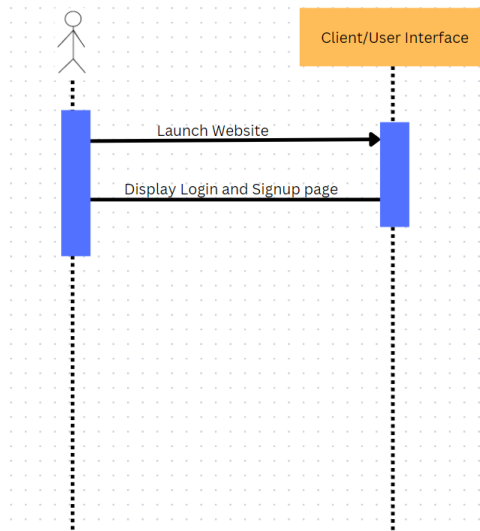 Client/User Interface
Launch Website
Display Login and Signup page